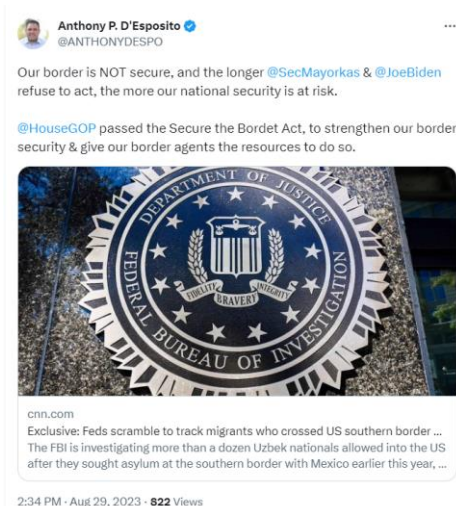 Anthony P. D'Esposito
@ANTHONYDESPO
Our border is NOT secure, and the longer @SecMayorkas & @JoeBiden
refuse to act, the more our national security is at risk.
@HouseGOP passed the Secure the Bordet Act, to strengthen our border
security & give our border agents the resources to do so.
DEPARTMENT OF JUSTICE
FIDELITY BRAVERY INTEGRITY
FEDERAL BUREAU OF INVESTIGATION
cnn.com
Exclusive: Feds scramble to track migrants who crossed US southern border ...
The FBI is investigating more than a dozen Uzbek nationals allowed into the US
after they sought asylum at the southern border with Mexico earlier this year, ...
2:34 PM · Aug 29, 2023 · 822 Views